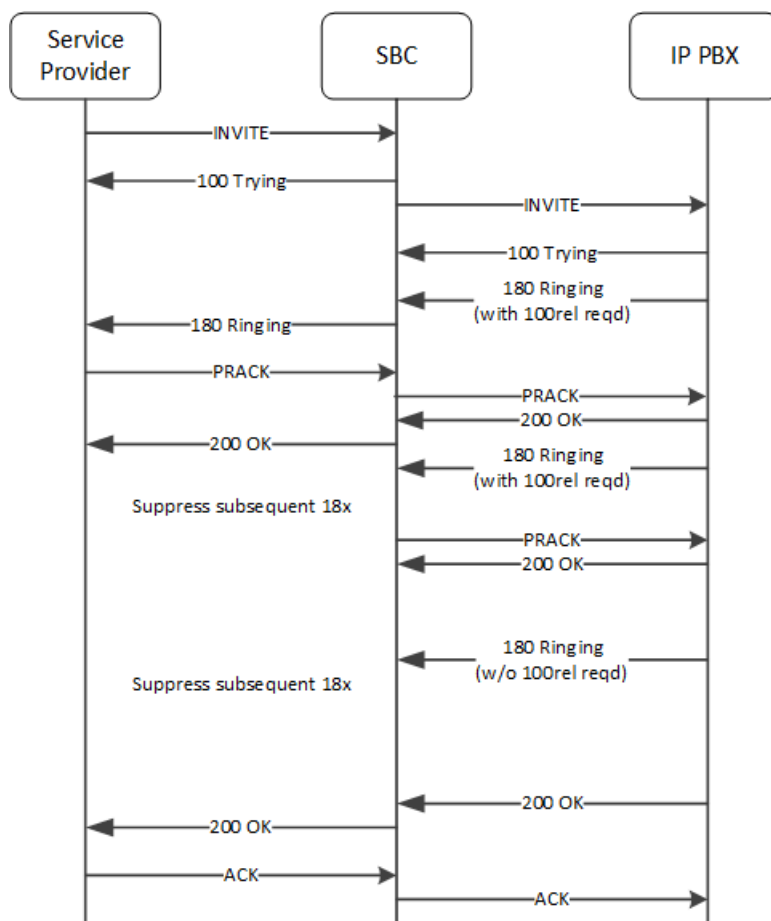 Service
Provider
SBC
IP PBX
INVITE
100 Trying
INVITE
100 Trying
180 Ringing
(with 100rel reqd)
180 Ringing
PRACK
PRACK
200 OK
200 OK
180 Ringing
(with 100rel reqd)
Suppress subsequent 18x
PRACK
200 OK
180 Ringing
(w/o 100rel reqd)
Suppress subsequent 18x
200 OK
200 OK
ACK
ACK